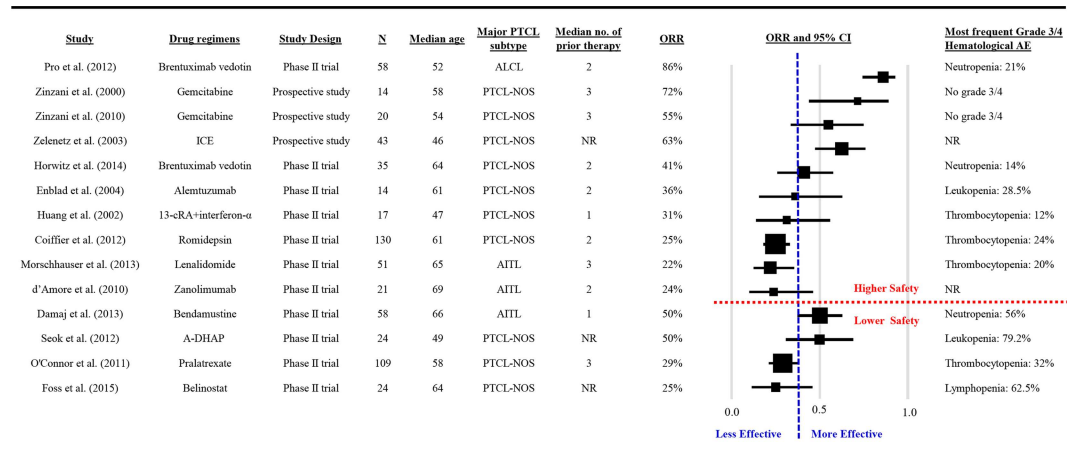 Study Drug regimens Study Design N Median age Major PTCL subtype Median no. of prior therapy ORR ORR and 95% CI Most frequent Grade 3/4 Hematological AE
Pro et al. (2012) Brentuximab vedotin Phase II trial 58 52 ALCL 2 86% Neutropenia: 21%
Zinzani et al. (2000) Gemcitabine Prospective study 14 58 PTCL-NOS 3 72% No grade 3/4
Zinzani et al. (2010) Gemcitabine Prospective study 20 54 PTCL-NOS 3 55% No grade 3/4
Zelenetz et al. (2003) ICE Prospective study 43 46 PTCL-NOS NR 63% NR
Horwitz et al. (2014) Brentuximab vedotin Phase II trial 35 64 PTCL-NOS 2 41% Neutropenia: 14%
Enblad et al. (2004) Alemtuzumab Phase II trial 14 61 PTCL-NOS 2 36% Leukopenia: 28.5%
Huang et al. (2002) 13-cRA+interferon-α Phase II trial 17 47 PTCL-NOS 1 31% Thrombocytopenia: 12%
Coiffier et al. (2012) Romidepsin Phase II trial 130 61 PTCL-NOS 2 25% Thrombocytopenia: 24%
Morschhauser et al. (2013) Lenalidomide Phase II trial 51 65 AITL 3 22% Thrombocytopenia: 20%
d’Amore et al. (2010) Zanolimumab Phase II trial 21 69 AITL 2 24% Higher Safety NR
Damaj et al. (2013) Bendamustine Phase II trial 58 66 AITL 1 50% Lower Safety Neutropenia: 56%
Seok et al. (2012) A-DHAP Phase II trial 24 49 PTCL-NOS NR 50% Leukopenia: 79.2%
O'Connor et al. (2011) Pralatrexate Phase II trial 109 58 PTCL-NOS 3 29% Thrombocytopenia: 32%
Foss et al. (2015) Belinostat Phase II trial 24 64 PTCL-NOS NR 25% Lymphopenia: 62.5%
0.0 0.5 1.0
Less Effective More Effective